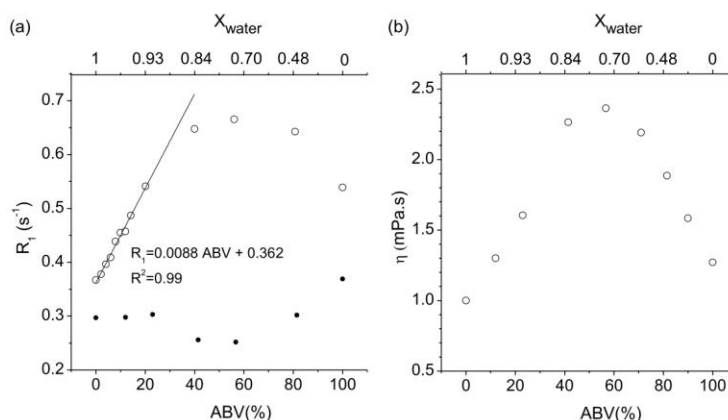 (a)
X_water
1 0.93 0.84 0.70 0.48 0
0.7
0.6
0.5
0.4
0.3
0.2
R₁ (s⁻¹)
R₁=0.0088 ABV + 0.362
R²=0.99
0 20 40 60 80 100
ABV(%)
(b)
X_water
1 0.93 0.84 0.70 0.48 0
2.5
2.0
1.5
1.0
0.5
η (mPa.s)
0 20 40 60 80 100
ABV(%)